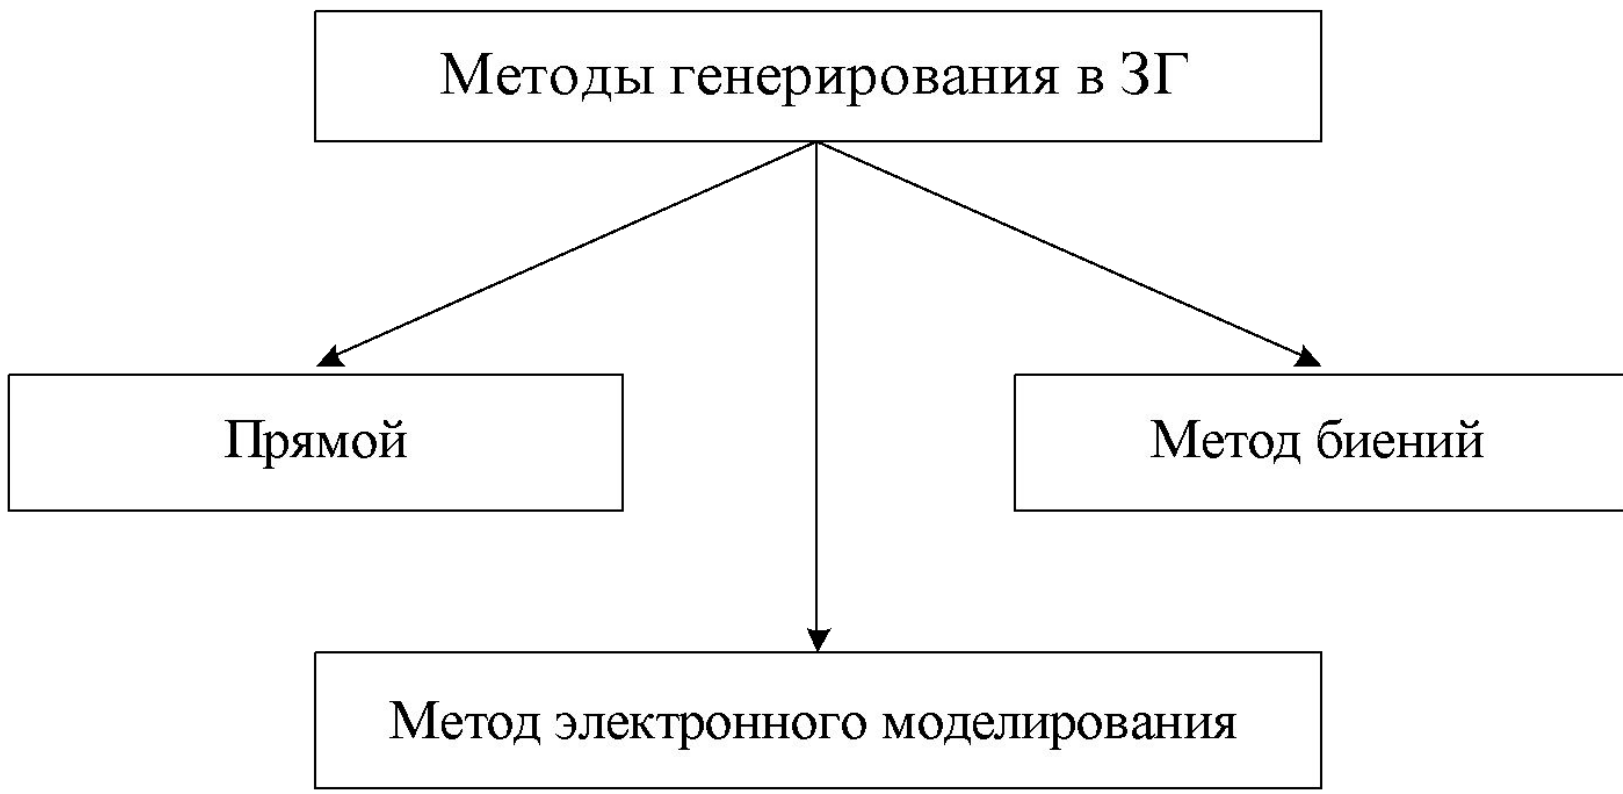 Методы генерирования в ЗГ
Прямой
Метод биений
Метод электронного моделирования